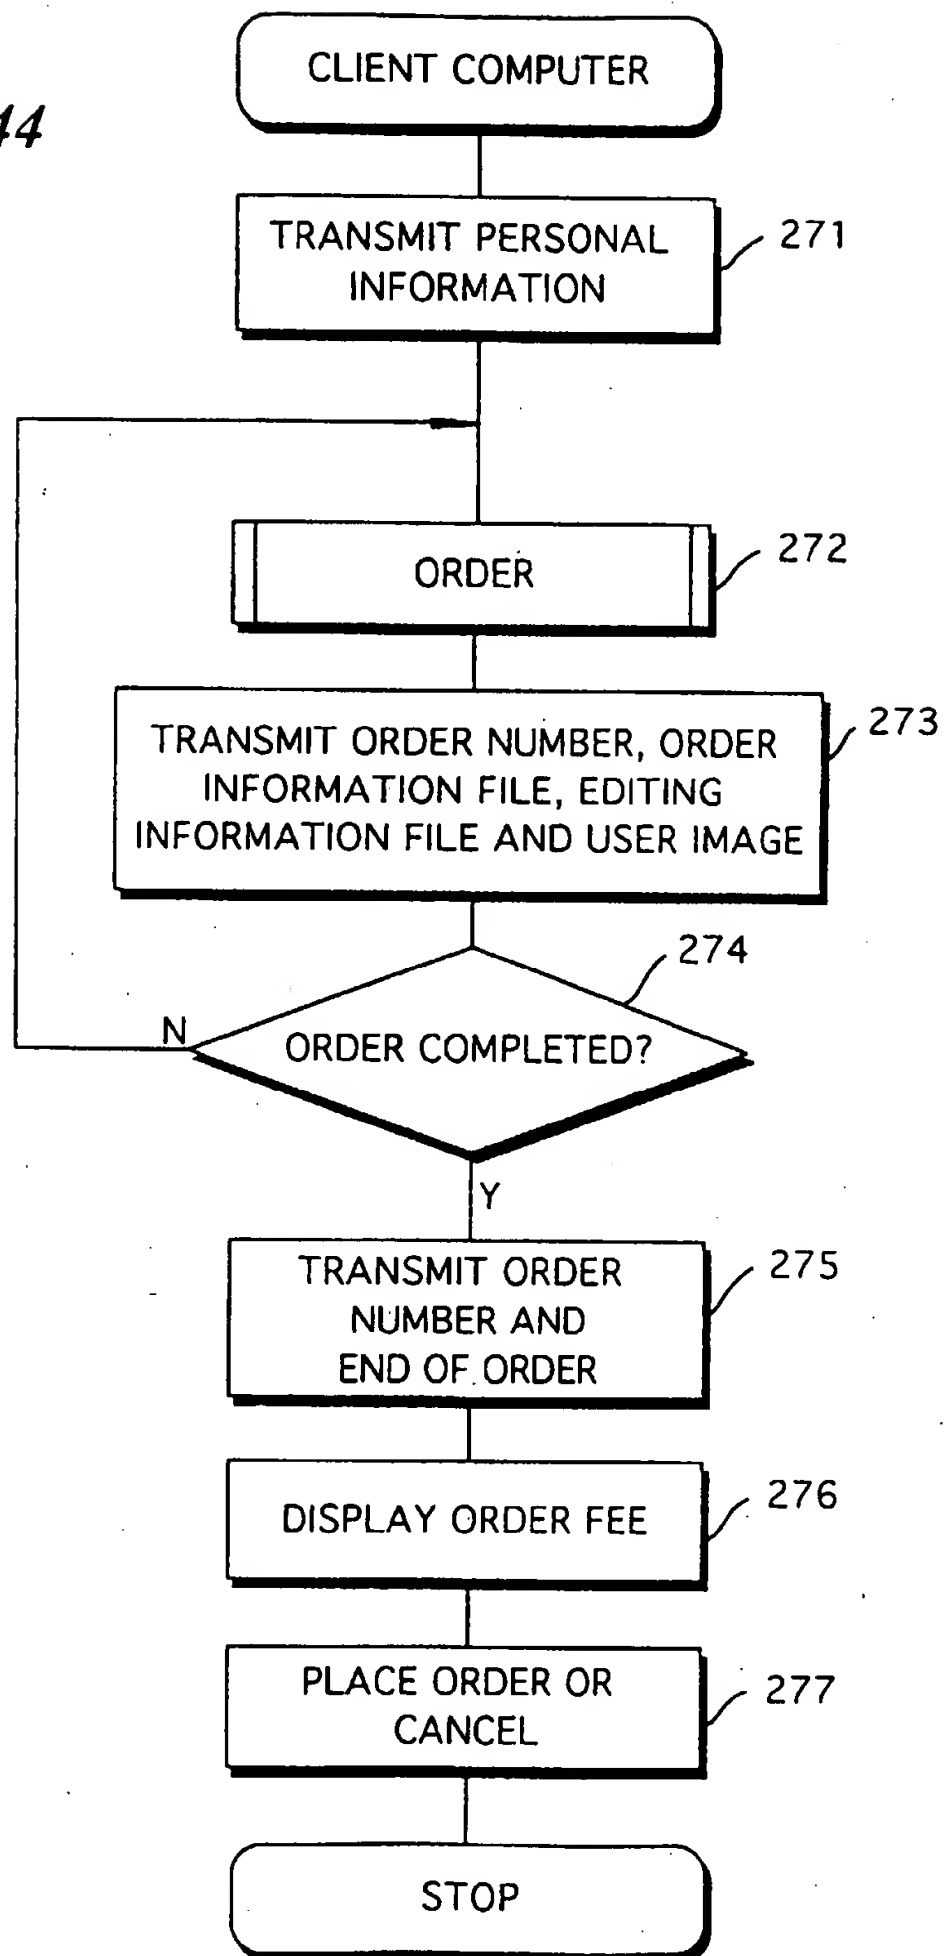 44
CLIENT COMPUTER
TRANSMIT PERSONAL
INFORMATION
271
ORDER
272
TRANSMIT ORDER NUMBER, ORDER
INFORMATION FILE, EDITING
INFORMATION FILE AND USER IMAGE
273
274
N
ORDER COMPLETED?
Y
TRANSMIT ORDER
NUMBER AND
END OF ORDER
275
DISPLAY ORDER FEE
276
PLACE ORDER OR
CANCEL
277
STOP